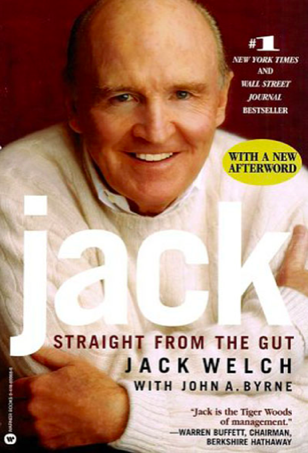 #1
NEW YORK TIMES
AND
WALL STREET
JOURNAL
BESTSELLER
WITH A NEW
AFTERWORD
jack
STRAIGHT FROM THE GUT
JACK WELCH
WITH JOHN A. BYRNE
"Jack is the Tiger Woods
of management."
—WARREN BUFFETT, CHAIRMAN,
BERKSHIRE HATHAWAY